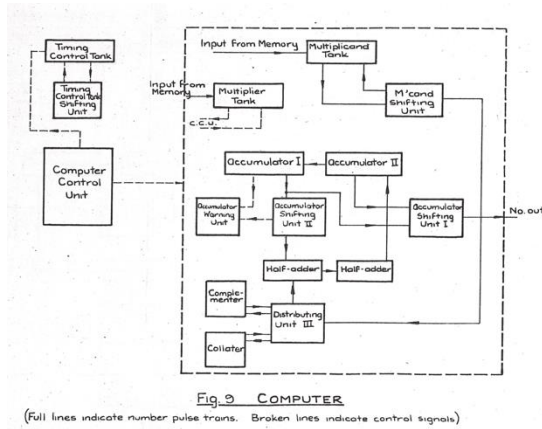 Timing
Control Tank
Timing
Control Tank
Shifting
Unit
Computer
Control
Unit
Input from Memory
Multiplicand
Tank
Input from
Memory
Multiplier
Tank
c.c.u.
M'cand
Shifting
Unit
Accumulator I
Accumulator II
Accumulator
Warning
Unit
Accumulator
Shifting
Unit II
Accumulator
Shifting
Unit I
No. out
Half-adder
Half-adder
Comple-
menter
Distributing
Unit III
Collater
Fig. 9 COMPUTER
(Full lines indicate number pulse trains. Broken lines indicate control signals)